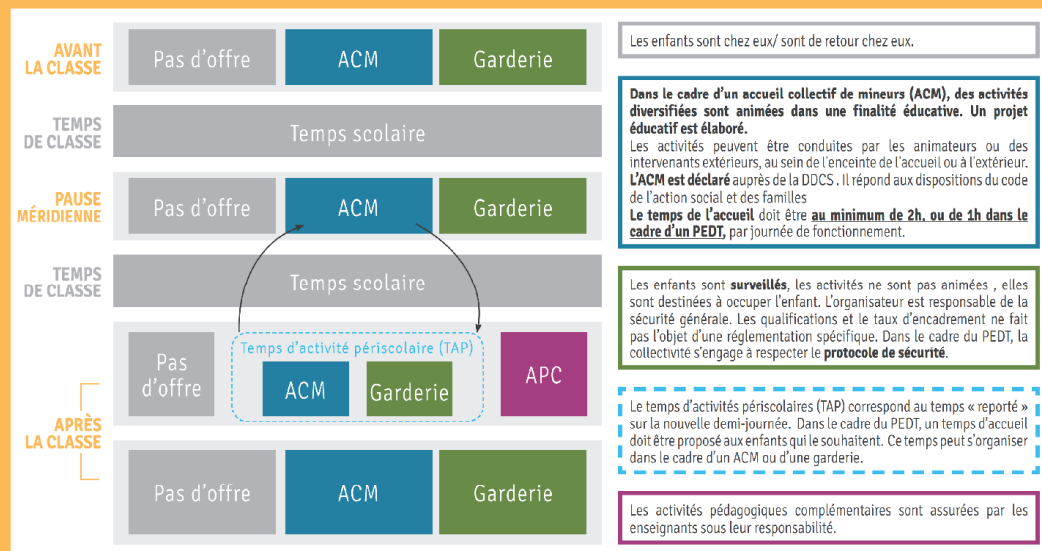 AVANT
LA CLASSE
Pas d'offre
ACM
Garderie
TEMPS
DE CLASSE
Temps scolaire
PAUSE
MÉRIDIENNE
Pas d'offre
ACM
Garderie
TEMPS
DE CLASSE
Temps scolaire
APRÈS
LA CLASSE
Pas
d'offre
Temps d'activité périscolaire (TAP)
ACM
Garderie
APC
Pas d'offre
ACM
Garderie
Les enfants sont chez eux/ sont de retour chez eux.
Dans le cadre d'un accueil collectif de mineurs (ACM), des activités
diversifiées sont animées dans une finalité éducative. Un projet
éducatif est élaboré.
Les activités peuvent être conduites par les animateurs ou des
intervenants extérieurs, au sein de l'enceinte de l'accueil ou à l'extérieur.
L'ACM est déclaré auprès de la DDCS . Il répond aux dispositions du code
de l'action social et des familles
Le temps de l'accueil doit être au minimum de 2h, ou de 1h dans le
cadre d'un PEDT, par journée de fonctionnement.
Les enfants sont surveillés, les activités ne sont pas animées , elles
sont destinées à occuper l'enfant. L'organisateur est responsable de la
sécurité générale. Les qualifications et le taux d'encadrement ne fait
pas l'objet d'une réglementation spécifique. Dans le cadre du PEDT, la
collectivité s'engage à respecter le protocole de sécurité.
Le temps d'activités périscolaires (TAP) correspond au temps « reporté »
sur la nouvelle demi-journée. Dans le cadre du PEDT, un temps d'accueil
doit être proposé aux enfants qui le souhaitent. Ce temps peut s'organiser
dans le cadre d'un ACM ou d'une garderie.
Les activités pédagogiques complémentaires sont assurées par les
enseignants sous leur responsabilité.